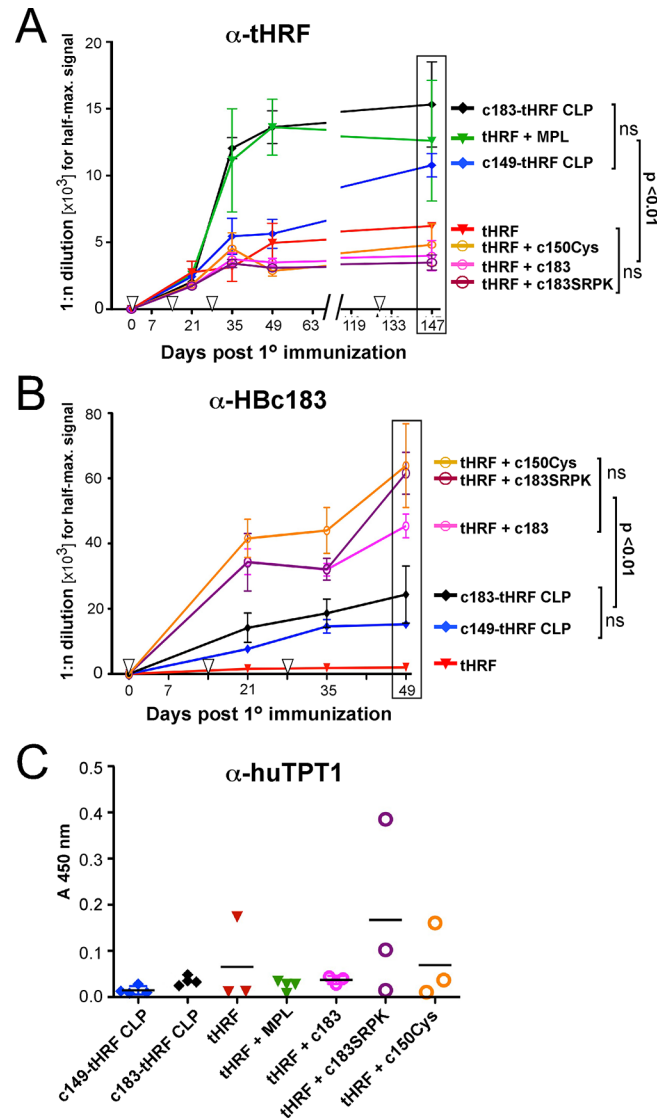 A
α-tHRF
1:n dilution [x10³] for half-max. signal
20
15
10
5
0
0 7 21 35 49 63 119 133 147
Days post 1° immunization
c183-tHRF CLP
tHRF + MPL
c149-tHRF CLP
tHRF
tHRF + c150Cys
tHRF + c183
tHRF + c183SRPK
ns
ns
p <0.01
B
α-HBc183
1:n dilution [x10³] for half-max. signal
80
60
40
20
0
0 7 21 35 49
Days post 1° immunization
tHRF + c150Cys
tHRF + c183SRPK
tHRF + c183
c183-tHRF CLP
c149-tHRF CLP
tHRF
ns
ns
p <0.01
C
α-huTPT1
A 450 nm
0.5
0.4
0.3
0.2
0.1
0.0
c149-tHRF CLP
c183-tHRF CLP
tHRF
tHRF + MPL
tHRF + c183
tHRF + c183SRPK
tHRF + c150Cys